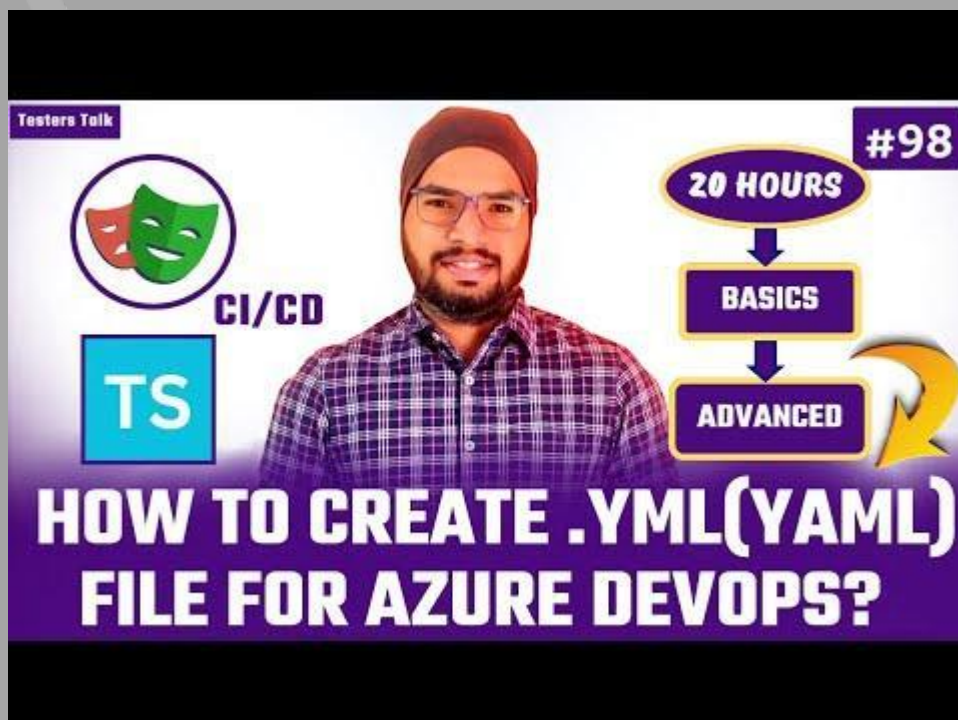 Testers Talk
#98
20 HOURS
CI/CD
BASICS
TS
ADVANCED
HOW TO CREATE .YML(YAML)
FILE FOR AZURE DEVOPS?